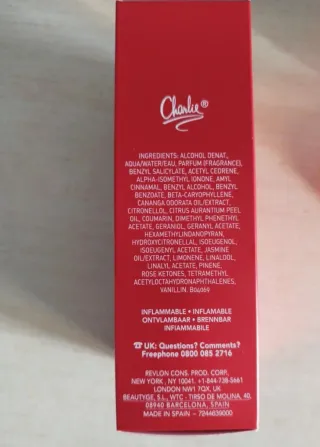 Charlie®
INGREDIENTS: ALCOHOL DENAT.,
AQUA/WATER/EAU, PARFUM (FRAGRANCE),
BENZYL SALICYLATE, ACETYL CEDRENE,
ALPHA-ISOMETHYL IONONE, AMYL
CINNAMAL, BENZYL ALCOHOL, BENZYL
BENZOATE, BETA-CARYOPHYLLENE,
CANANGA ODORATA OIL/EXTRACT,
CITRONELLOL, CITRUS AURANTIUM PEEL
OIL, COUMARIN, DIMETHYL PHENETHYL
ACETATE, GERANIOL, GERANYL ACETATE,
HEXAMETHYLINDANOPYRAN,
HYDROXYCITRONELLAL, ISOEUGENOL,
ISOEUGENYL ACETATE, JASMINE
OIL/EXTRACT, LIMONENE, LINALOOL,
LINALYL ACETATE, PINENE,
ROSE KETONES, TETRAMETHYL
ACETYLOCTAHYDRONAPHTHALENES,
VANILLIN. B04069
INFLAMMABLE • INFLAMABLE
ONTVLAMBAAR • BRENNBAR
INFIAMMABILE
☎ UK: Questions? Comments?
Freephone 0800 085 2716
REVLON CONS. PROD. CORP.,
NEW YORK, NY 10041, +1-844-738-5661
LONDON NW1 7QX, UK
BEAUTYGE, S.L., WTC - TIRSO DE MOLINA, 40,
08940 BARCELONA, SPAIN
MADE IN SPAIN - 7244039000